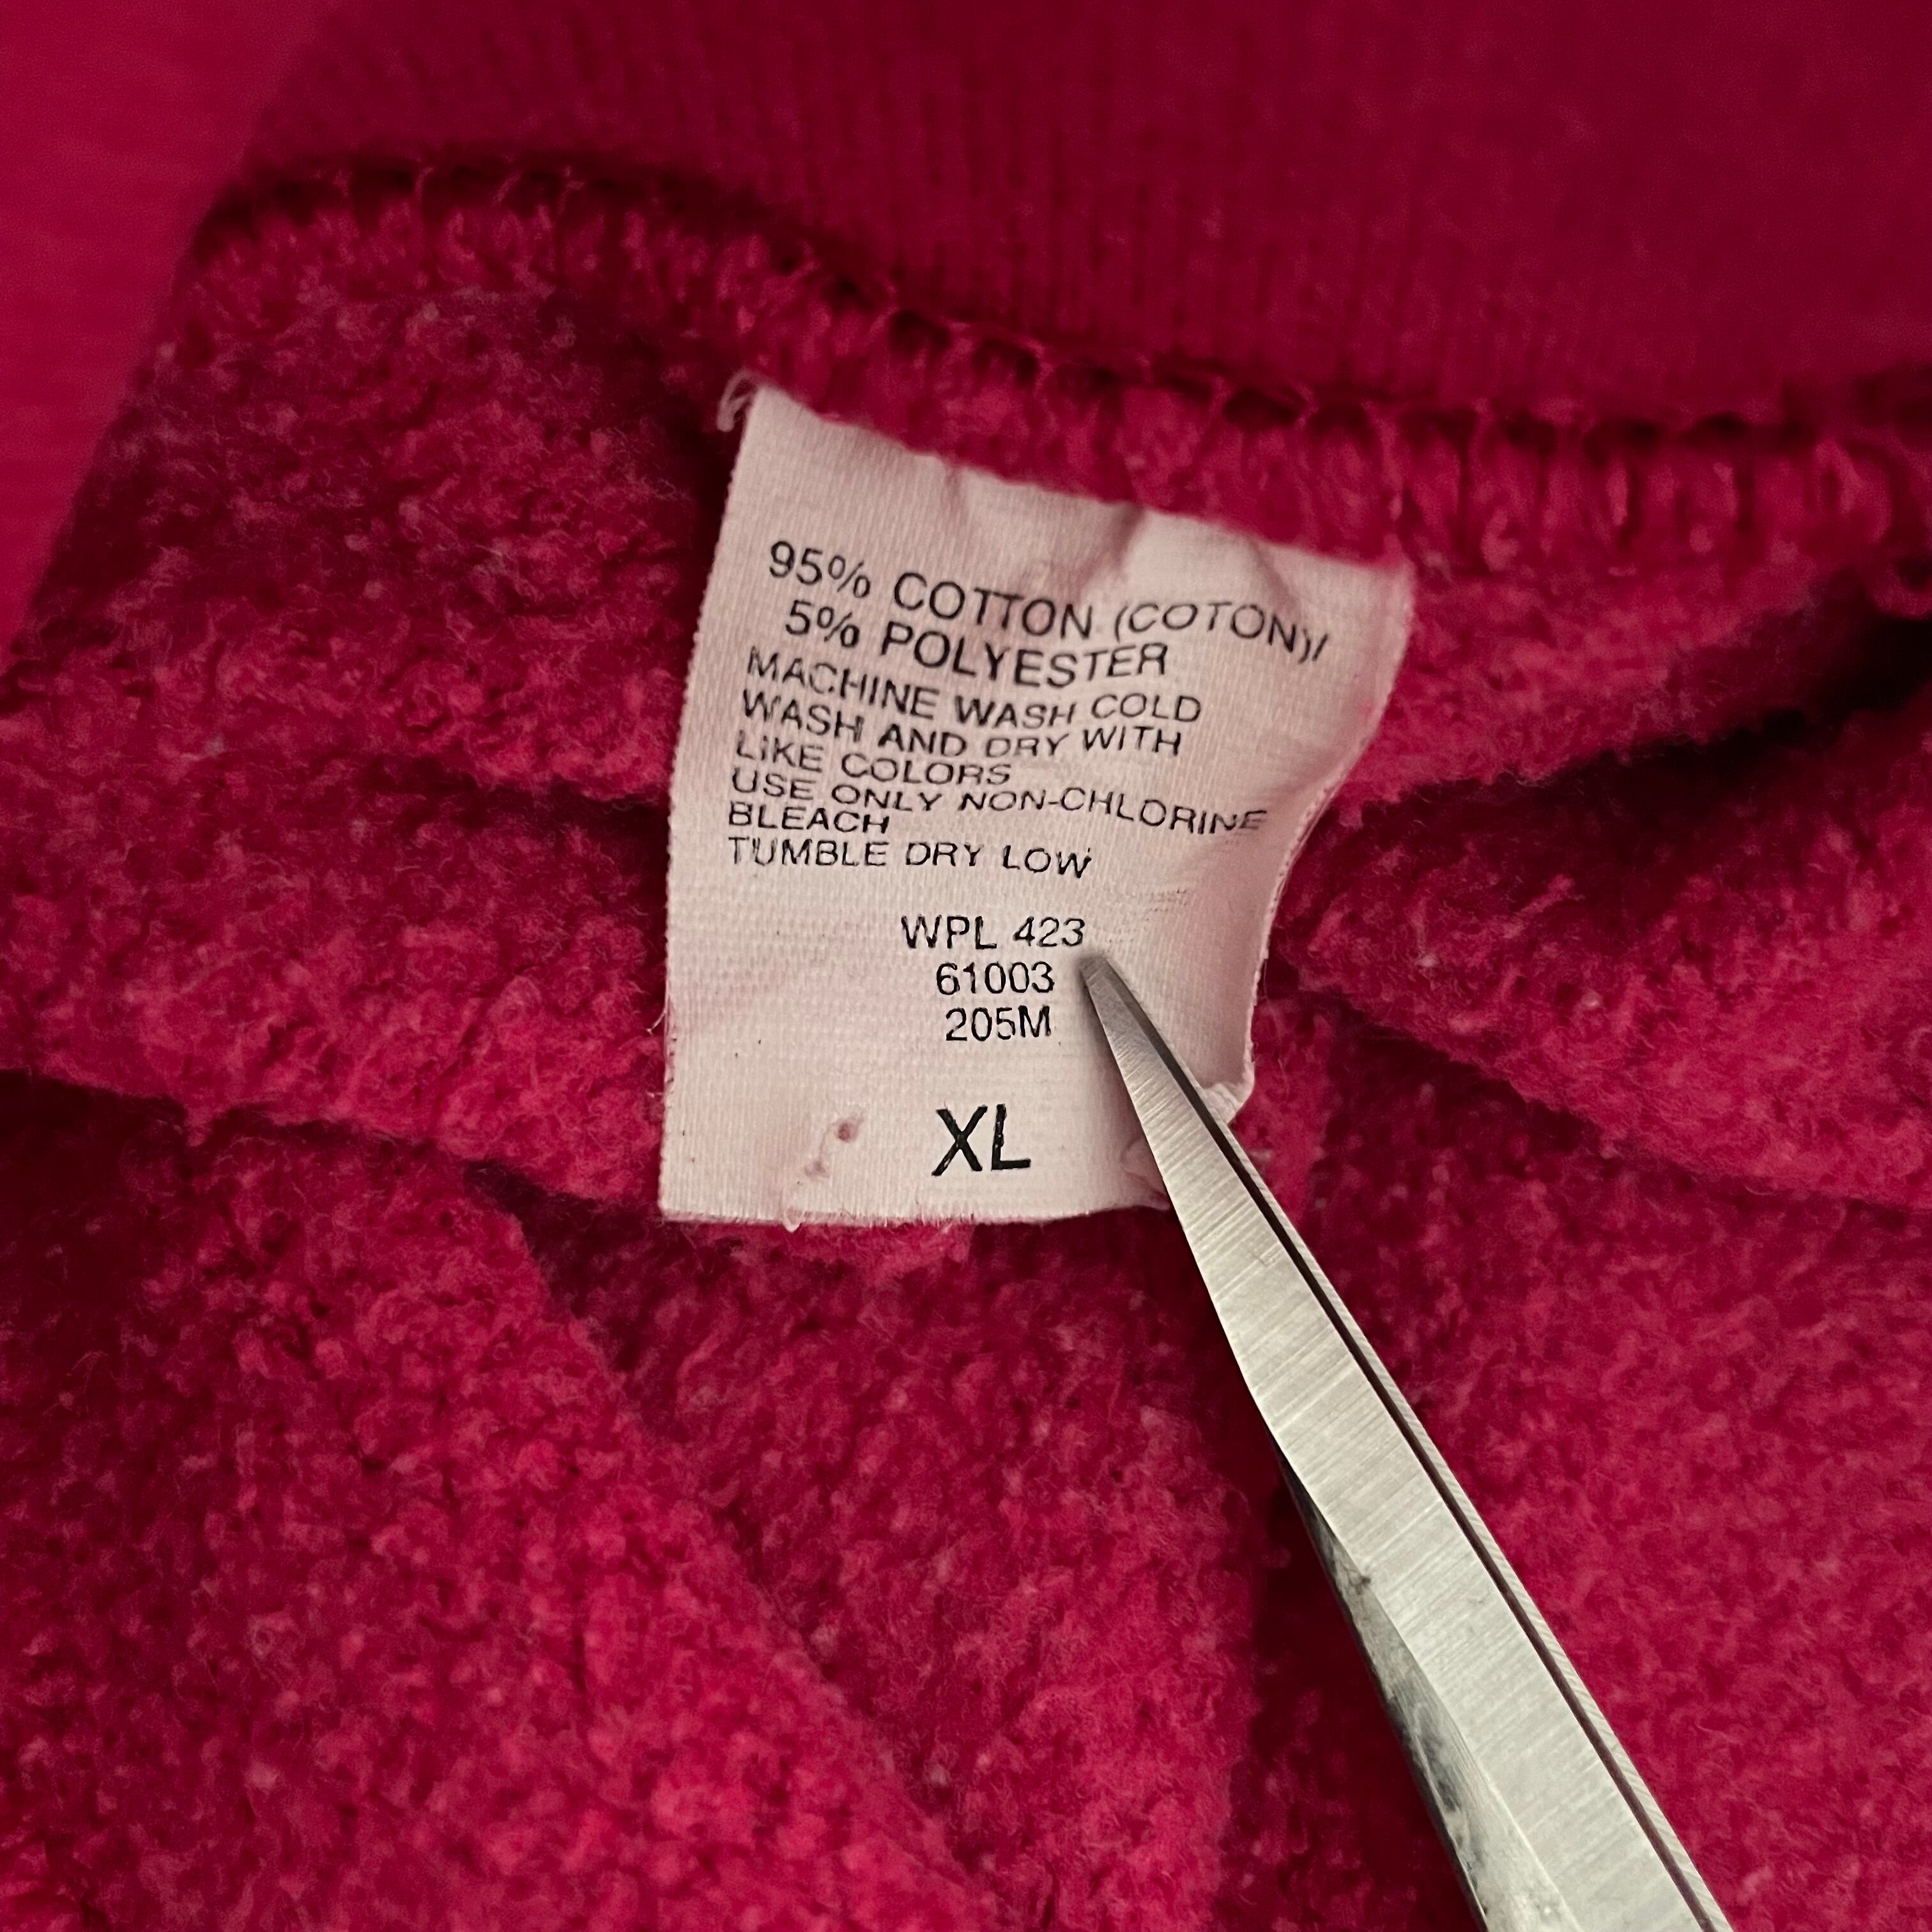 95% COTTON (COTON)/
5% POLYESTER
MACHINE WASH COLD
WASH AND DRY WITH
LIKE COLORS
USE ONLY NON-CHLORINE
BLEACH
TUMBLE DRY LOW
WPL 423
61003
205M
XL